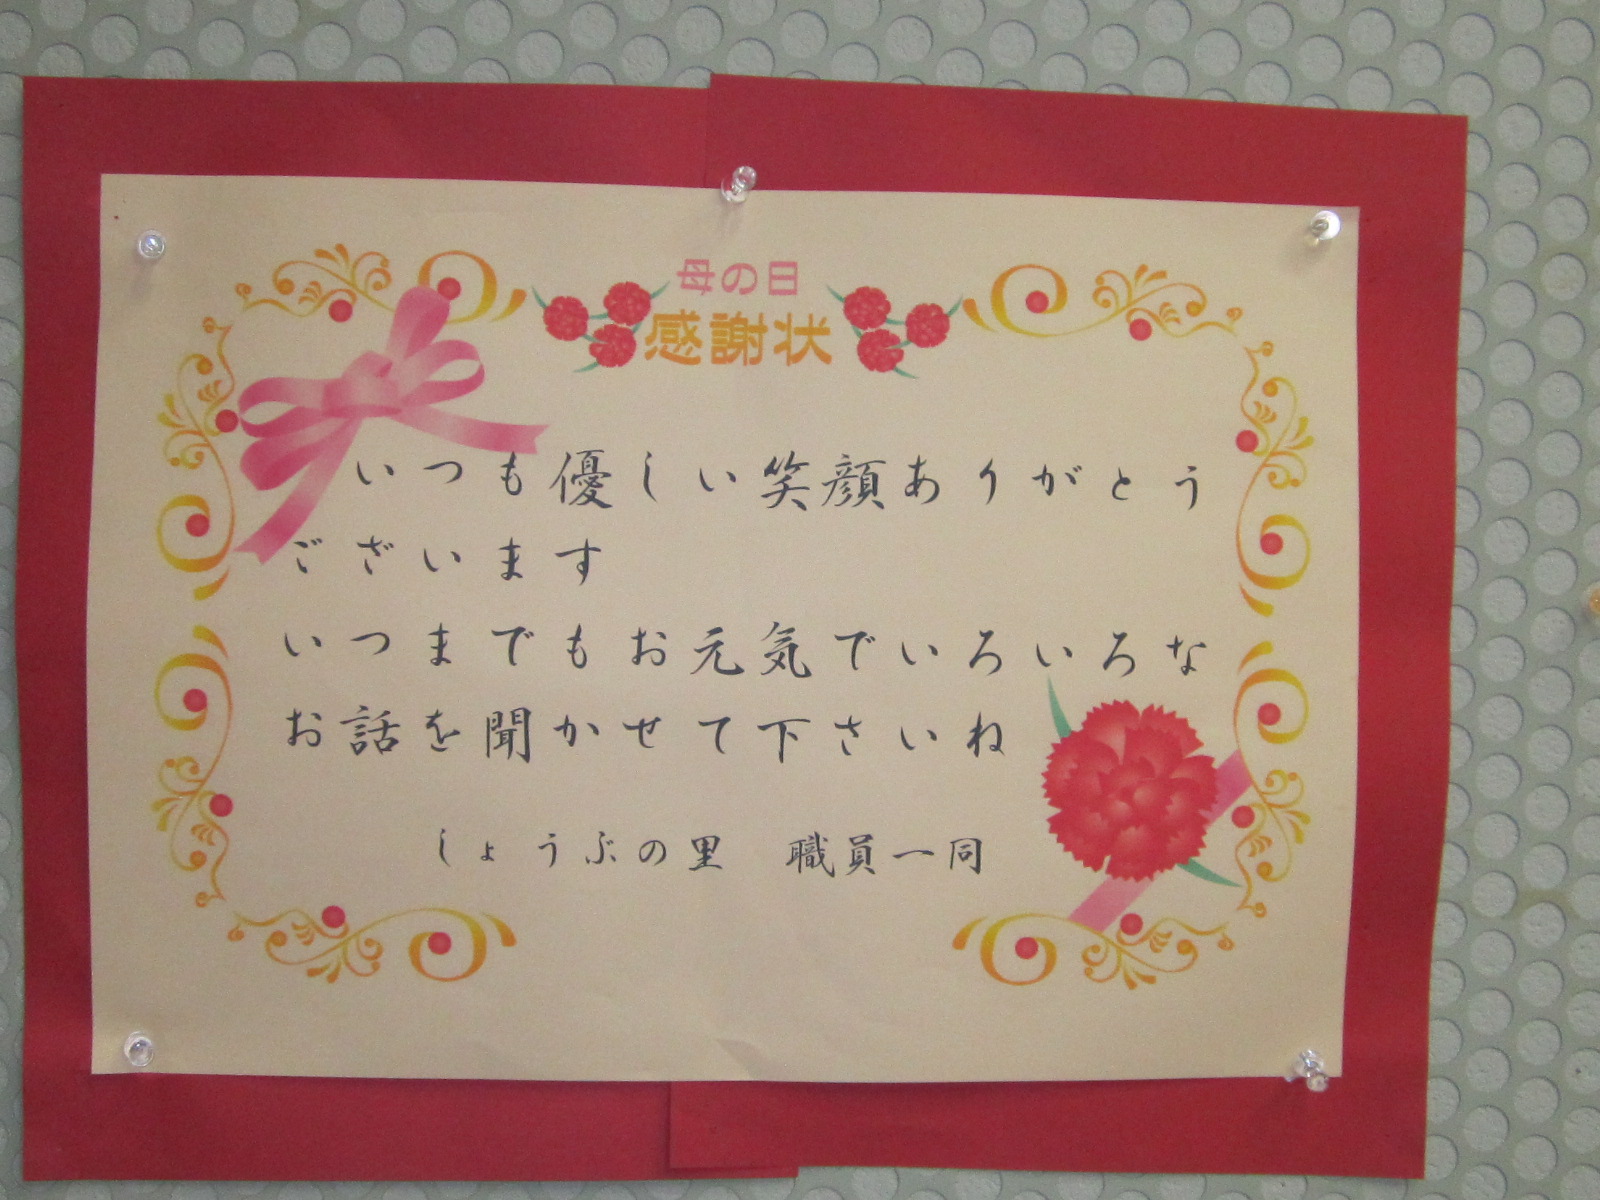 母の日
感謝状
いつも優しい笑顔ありがとう
ございます
いつまでもお元気でいろいろな
お話を聞かせて下さいね
しょうぶの里　職員一同